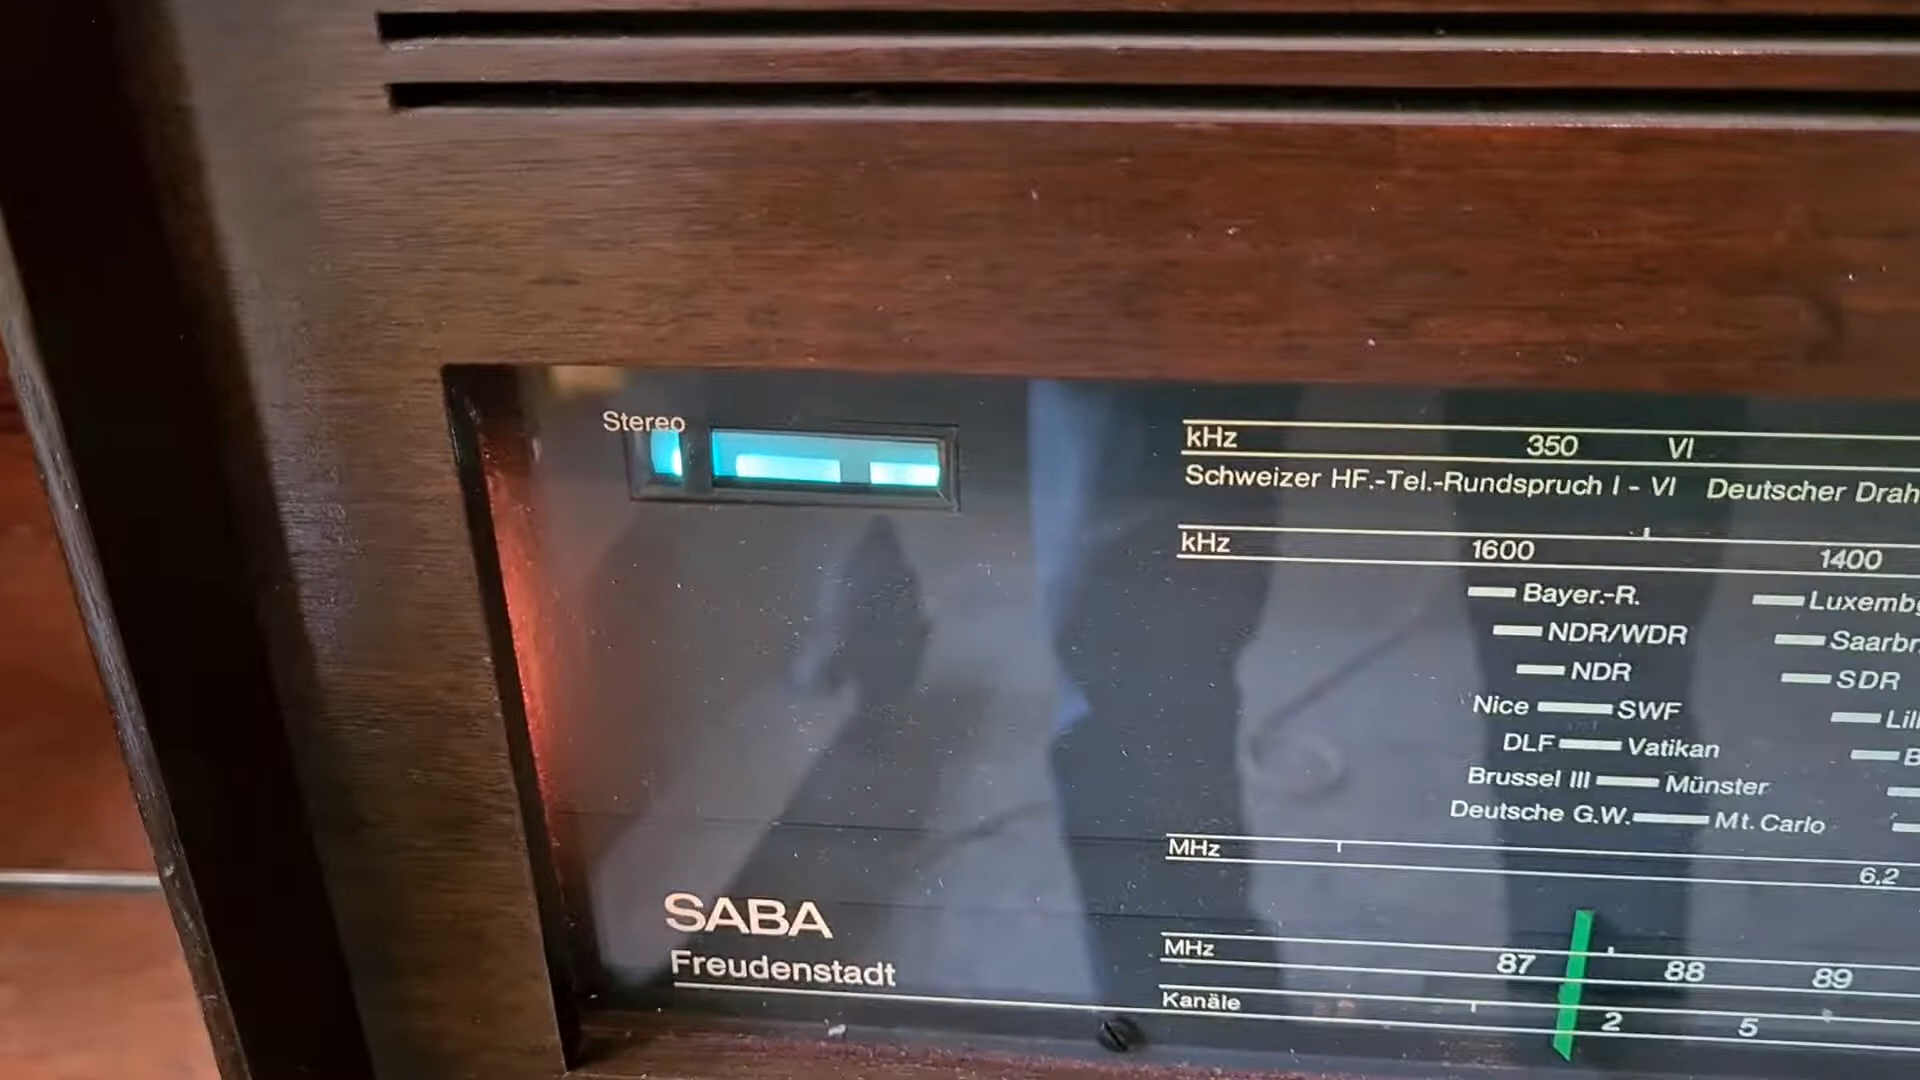 Stereo
kHz 350 VI
Schweizer HF.-Tel.-Rundspruch I - VI Deutscher
kHz 1600 1400
Bayer.-R.
NDR/WDR
NDR SDR
Nice SWF
DLF Vatikan
Brussel III Münster
Deutsche G.W. Mt. Carlo
MHz 6,2
SABA
Freudenstadt
MHz 87 88 89
Kanäle 2 5